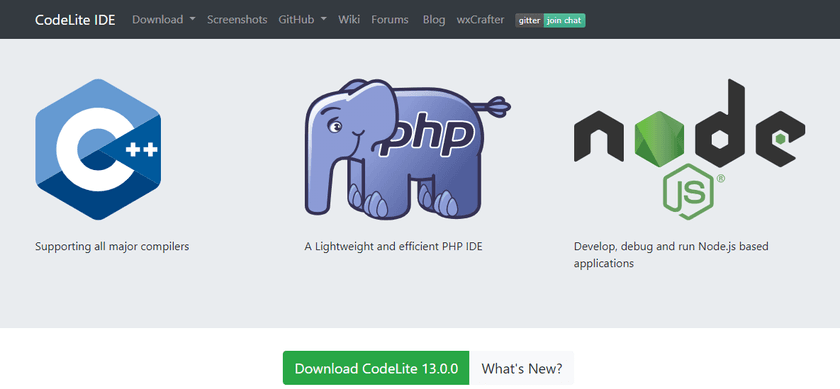 CodeLite IDE Download Screenshots GitHub Wiki Forums Blog wxCrafter gitter join chat
C++
php
node
JS®
Supporting all major compilers
A Lightweight and efficient PHP IDE
Develop, debug and run Node.js based
applications
Download CodeLite 13.0.0 What's New?